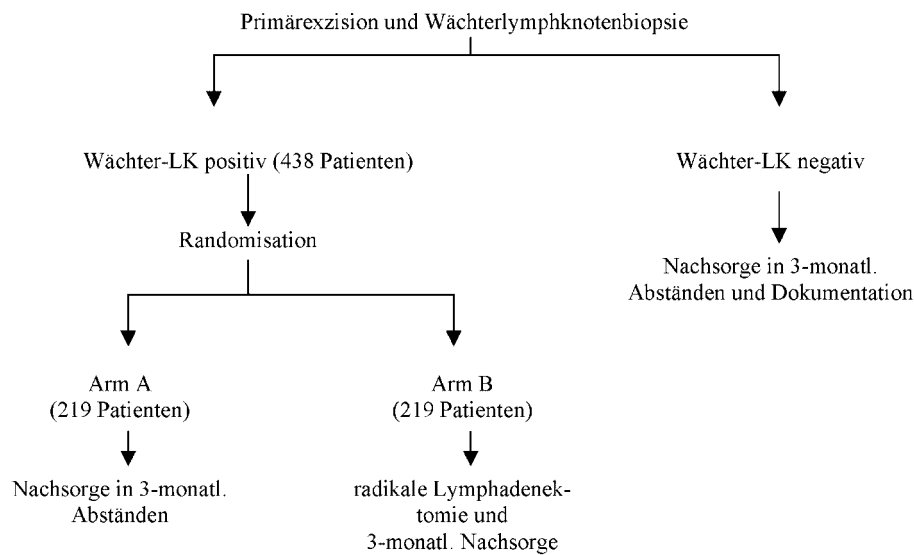 Primärexzision und Wächterlymphknotenbiopsie
Wächter-LK positiv (438 Patienten)
Wächter-LK negativ
Randomisation
Nachsorge in 3-monatl.
Abständen und Dokumentation
Arm A
(219 Patienten)
Arm B
(219 Patienten)
Nachsorge in 3-monatl.
Abständen
radikale Lymphadenek-
tomie und
3-monatl. Nachsorge